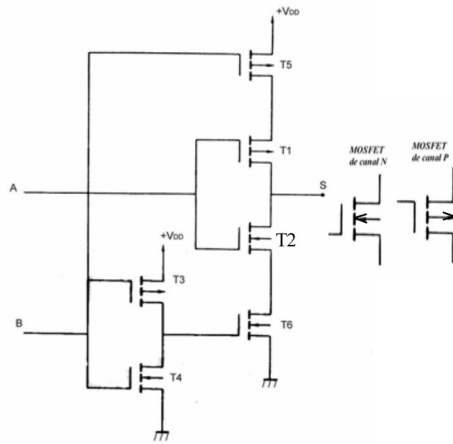 +VDD
T5
T1
A
S
T2
+VDD
T3
B
T6
T4
MOSFET
de canal N
MOSFET
de canal P